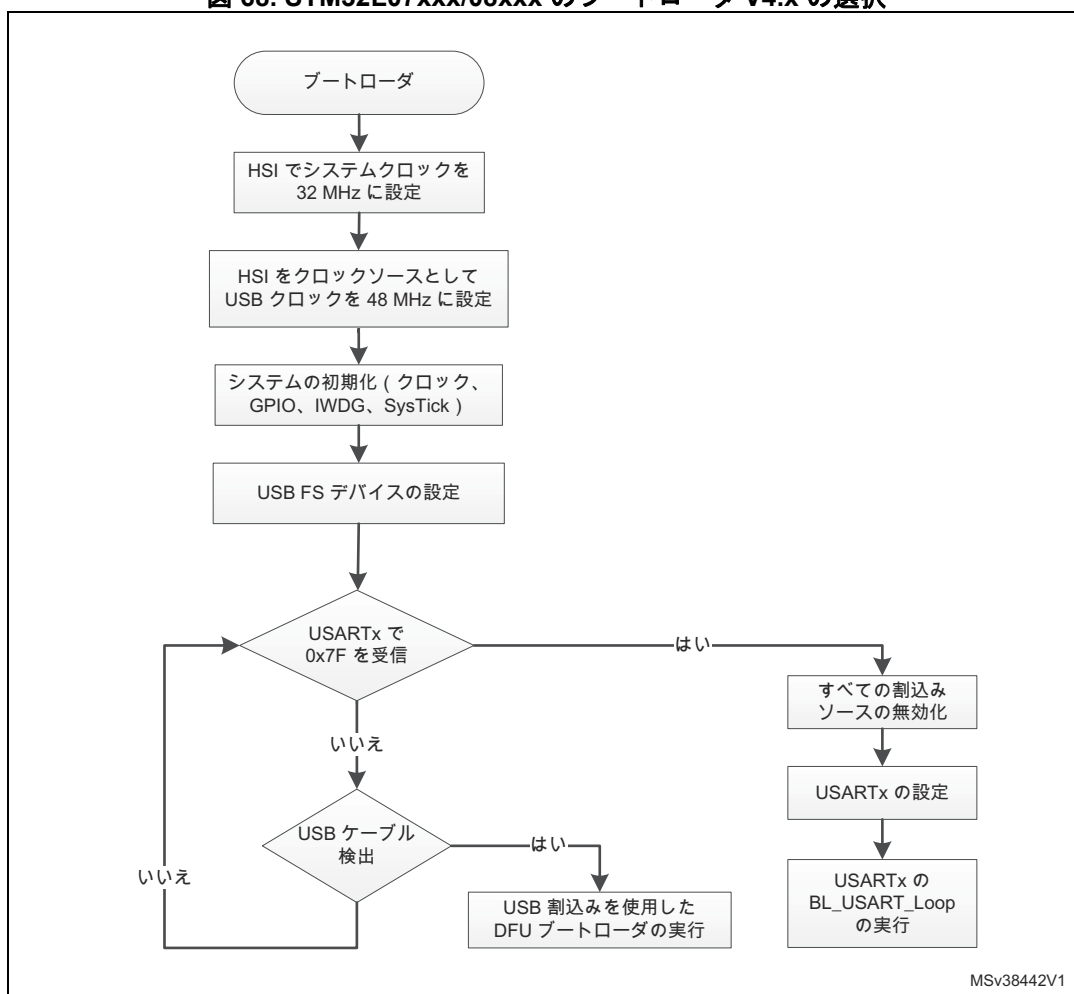 ブートローダ
HSI でシステムクロックを
32 MHz に設定
HSI をクロックソースとして
USB クロックを 48 MHz に設定
システムの初期化 ( クロック、
GPIO、IWDG、SysTick )
USB FS デバイスの設定
USARTx で
0x7F を受信
はい
すべての割込み
ソースの無効化
いいえ
USARTx の設定
USB ケーブル
検出
はい
いいえ
USB 割込みを使用した
DFU ブートローダの実行
USARTx の
BL_USART_Loop
の実行
MSv38442V1